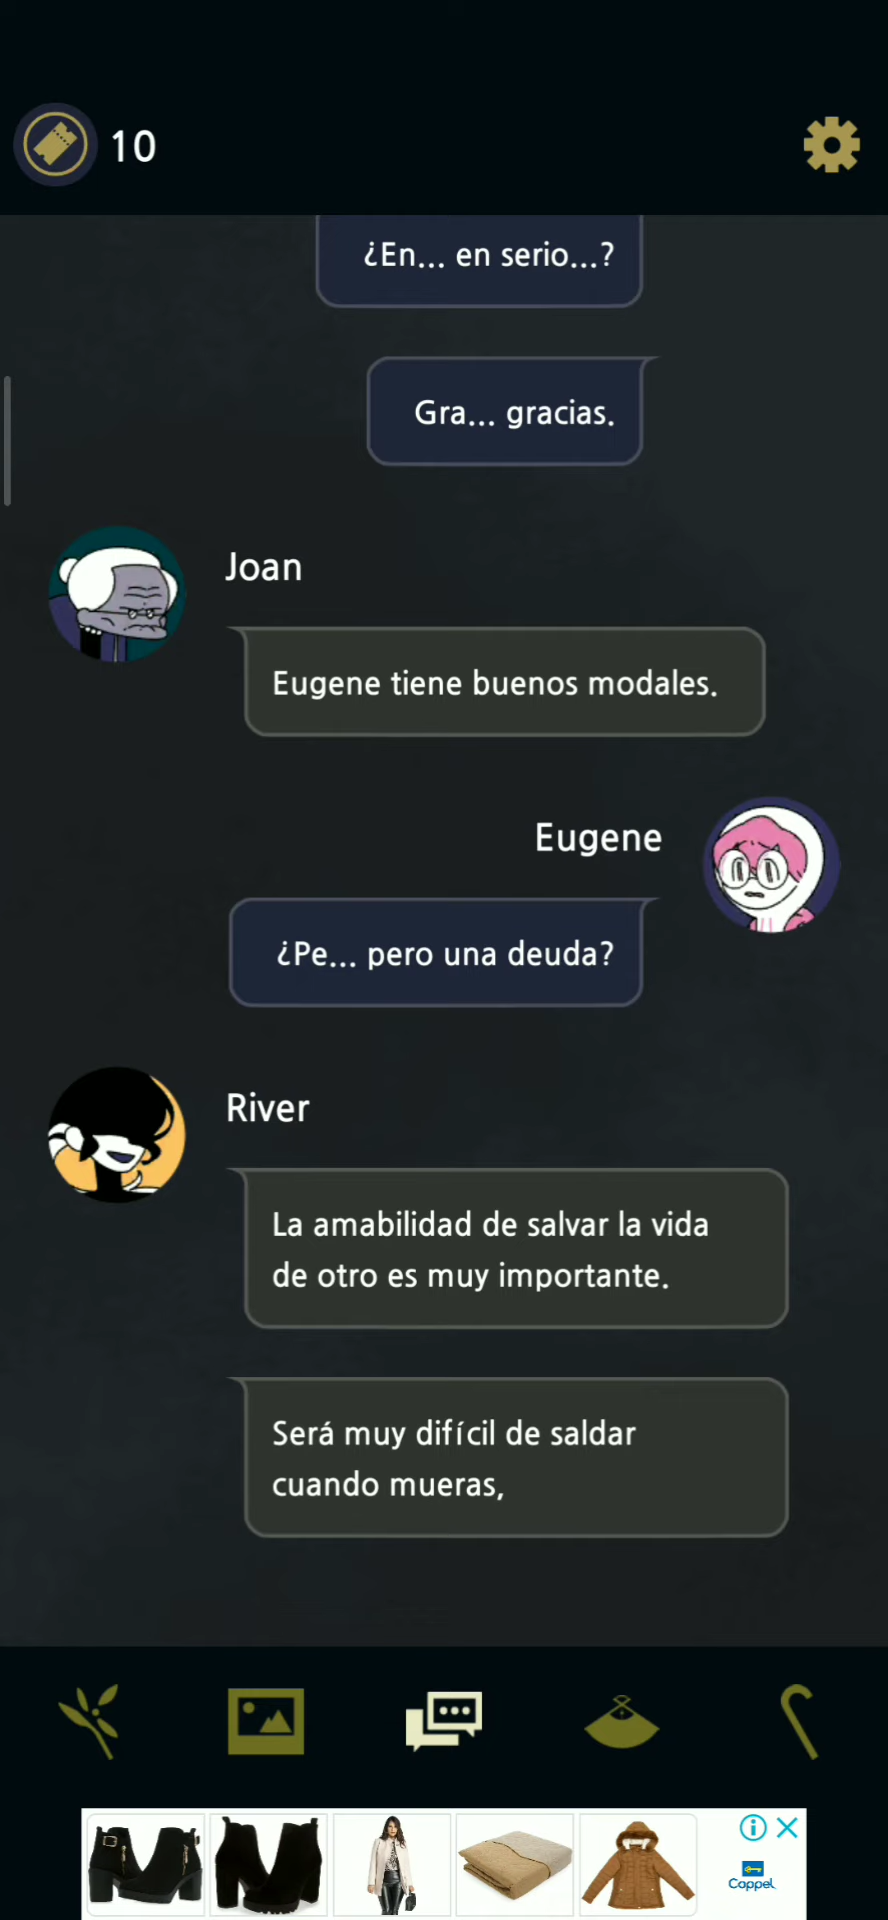 10
¿En... en serio...?
Gra... gracias.
Joan
Eugene tiene buenos modales.
Eugene
¿Pe... pero una deuda?
River
La amabilidad de salvar la vida
de otro es muy importante.
Será muy difícil de saldar
cuando mueras,
Coppel